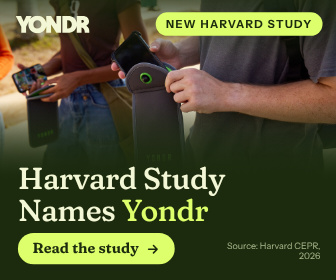 YONDR
NEW HARVARD STUDY
Harvard Study
Names Yondr
Read the study →
Source: Harvard CEPR,
2026